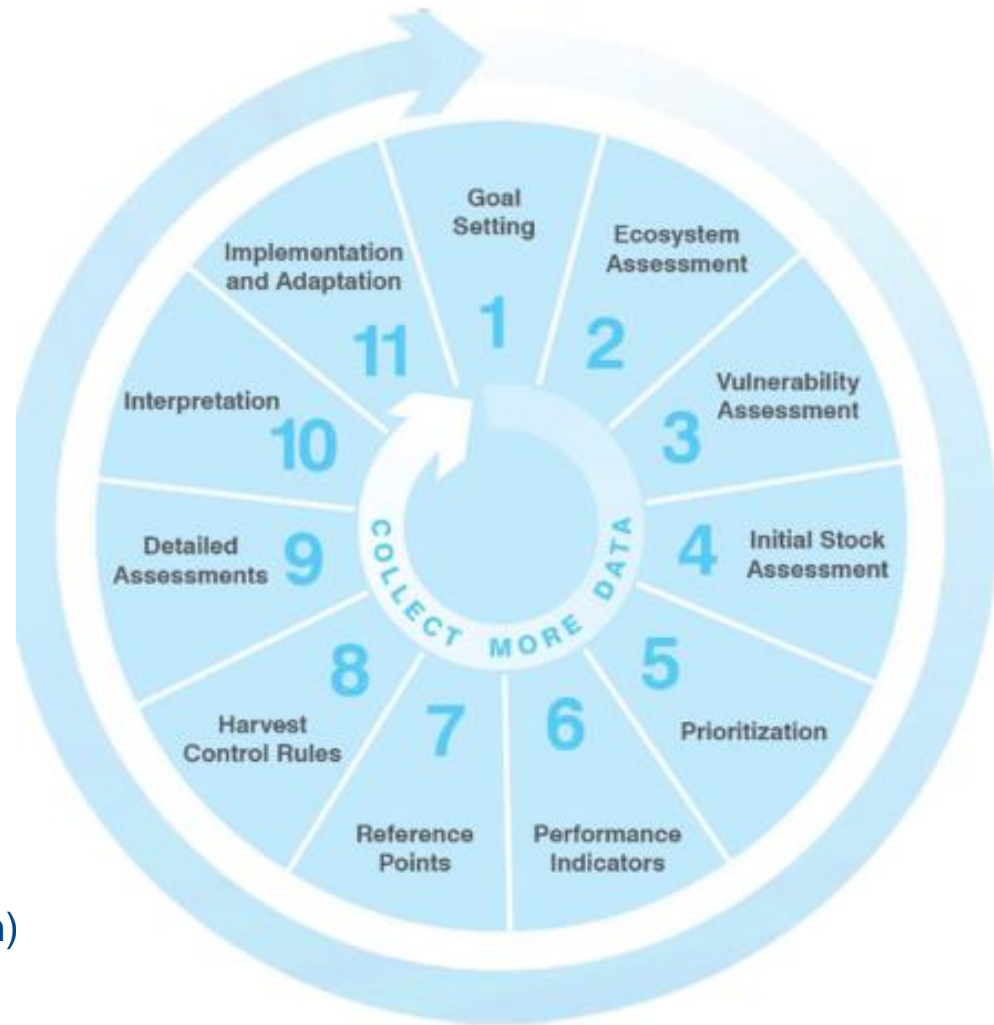 Goal
Setting
1
Ecosystem
Assessment
2
Vulnerability
Assessment
3
Initial Stock
Assessment
4
Prioritization
5
Performance
Indicators
6
Reference
Points
7
Harvest
Control Rules
8
Detailed
Assessments
9
Interpretation
10
Implementation
and Adaptation
11
COLLECT MORE DATA